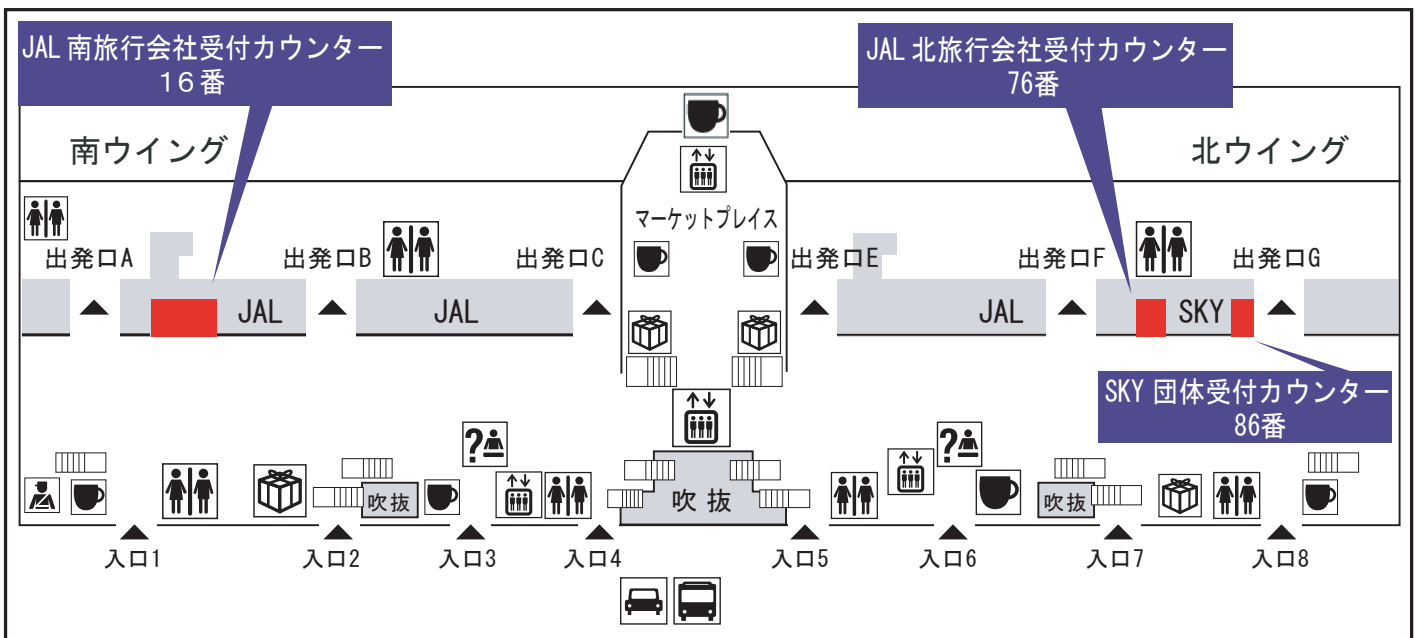 JAL 南旅行会社受付カウンター
16番
JAL 北旅行会社受付カウンター
76番
南ウイング
北ウイング
マーケットプレイス
出発口A
出発口B
出発口C
出発口E
出発口F
出発口G
JAL
JAL
JAL
SKY
SKY 団体受付カウンター
86番
?
?
吹抜
吹抜
吹抜
入口1
入口2
入口3
入口4
入口5
入口6
入口7
入口8